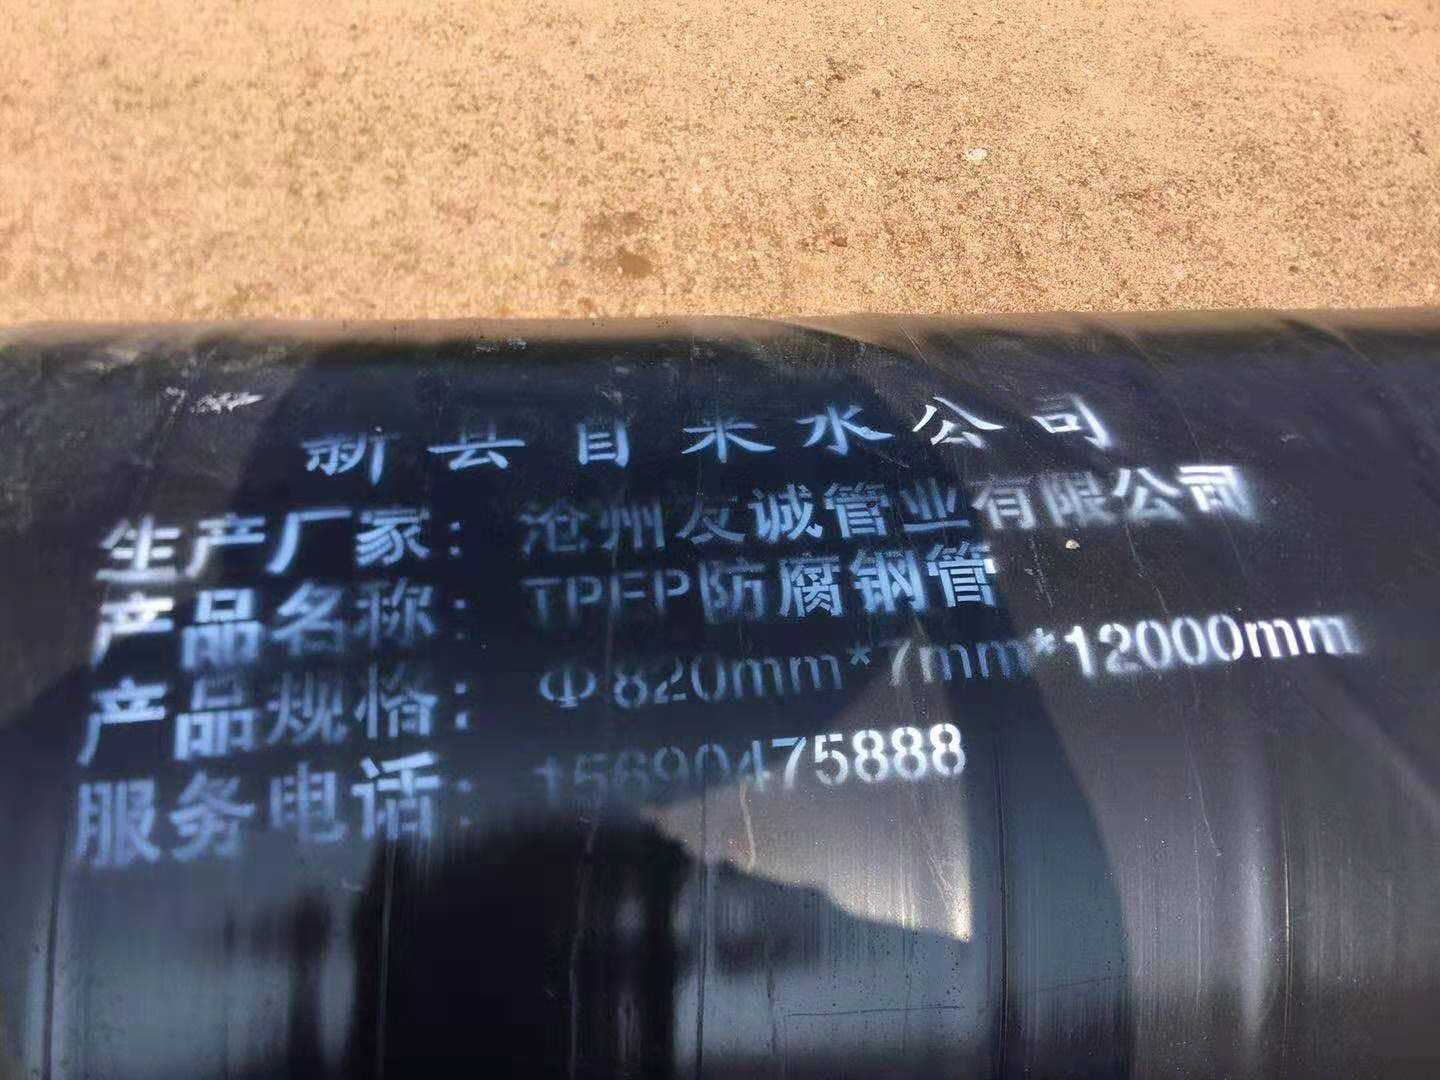 新县自来水公司
生产厂家：沧州友诚管业有限公司
产品名称：TPEP防腐钢管
产品规格：Φ820mm*7mm*12000mm
服务电话：15690475888